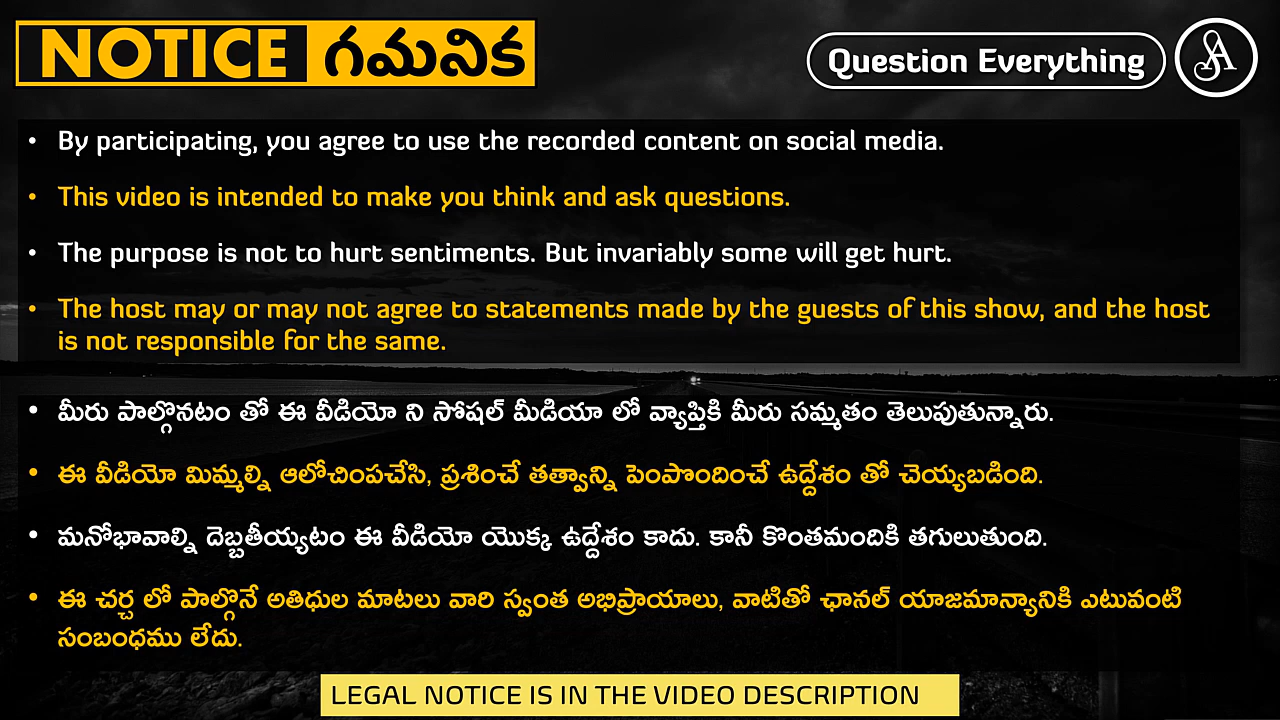 NOTICE గమనిక
Question Everything
• By participating, you agree to use the recorded content on social media.
• This video is intended to make you think and ask questions.
• The purpose is not to hurt sentiments. But invariably some will get hurt.
• The host may or may not agree to statements made by the guests of this show, and the host
is not responsible for the same.
• మీరు పాల్గొనటం తో ఈ వీడియో ని సోషల్ మీడియా లో వ్యాప్తికి మీరు సమ్మతం తెలుపుతున్నారు.
• ఈ వీడియో మిమ్మల్ని ఆలోచింపచేసి, ప్రశించే తత్వాన్ని పెంపొందించే ఉద్దేశం తో చెయ్యబడింది.
• మనోభావాల్ని దెబ్బతీయ్యటం ఈ వీడియో యొక్క ఉద్దేశం కాదు. కానీ కొంతమందికి తగులుతుంది.
• ఈ చర్చ లో పాల్గొనే అతిధుల మాటలు వారి స్వంత అభిప్రాయాలు, వాటితో ఛానల్ యాజమాన్యానికి ఎటువంటి
సంబంధము లేదు.
LEGAL NOTICE IS IN THE VIDEO DESCRIPTION